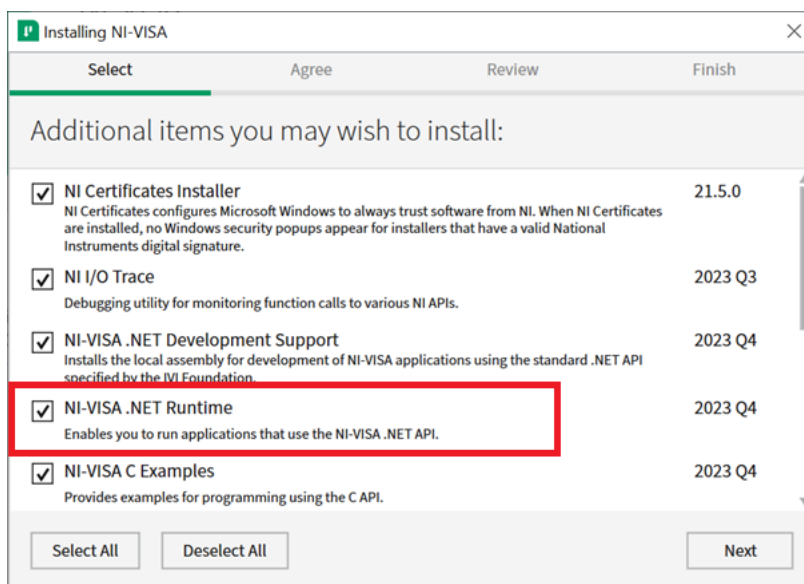 Installing NI-VISA
Select Agree Review Finish
Additional items you may wish to install:
NI Certificates Installer 21.5.0
NI Certificates configures Microsoft Windows to always trust software from NI. When NI Certificates
are installed, no Windows security popups appear for installers that have a valid National
Instruments digital signature.
NI I/O Trace 2023 Q3
Debugging utility for monitoring function calls to various NI APIs.
NI-VISA .NET Development Support 2023 Q4
Installs the local assembly for development of NI-VISA applications using the standard .NET API
specified by the IVI Foundation.
NI-VISA .NET Runtime 2023 Q4
Enables you to run applications that use the NI-VISA .NET API.
NI-VISA C Examples 2023 Q4
Provides examples for programming using the C API.
Select All Deselect All Next